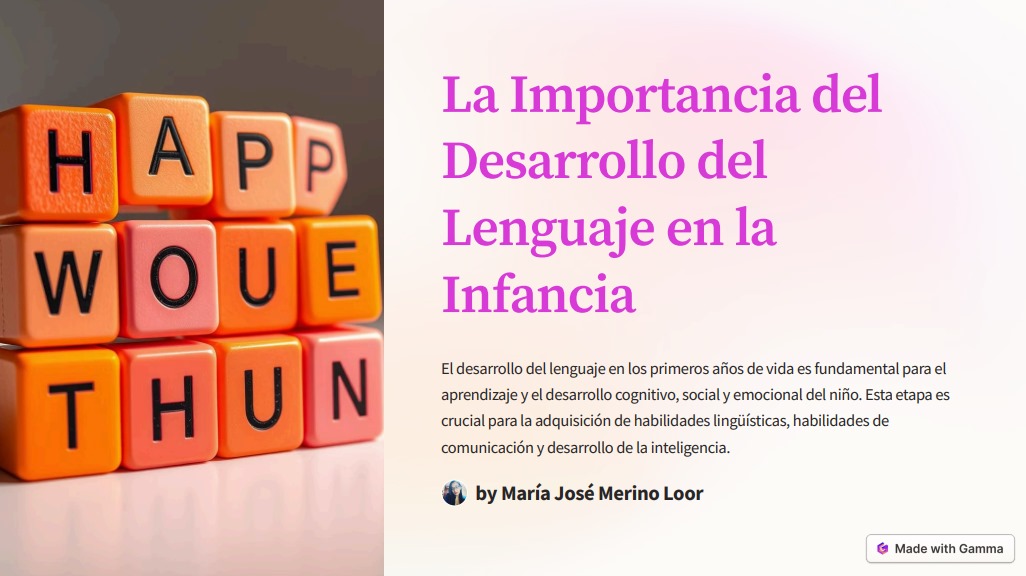 HAPP
WOUE
THUN
La Importancia del
Desarrollo del
Lenguaje en la
Infancia
El desarrollo del lenguaje en los primeros años de vida es fundamental para el
aprendizaje y el desarrollo cognitivo, social y emocional del niño. Esta etapa es
crucial para la adquisición de habilidades lingüísticas, habilidades de
comunicación y desarrollo de la inteligencia.
by María José Merino Loor
Made with Gamma